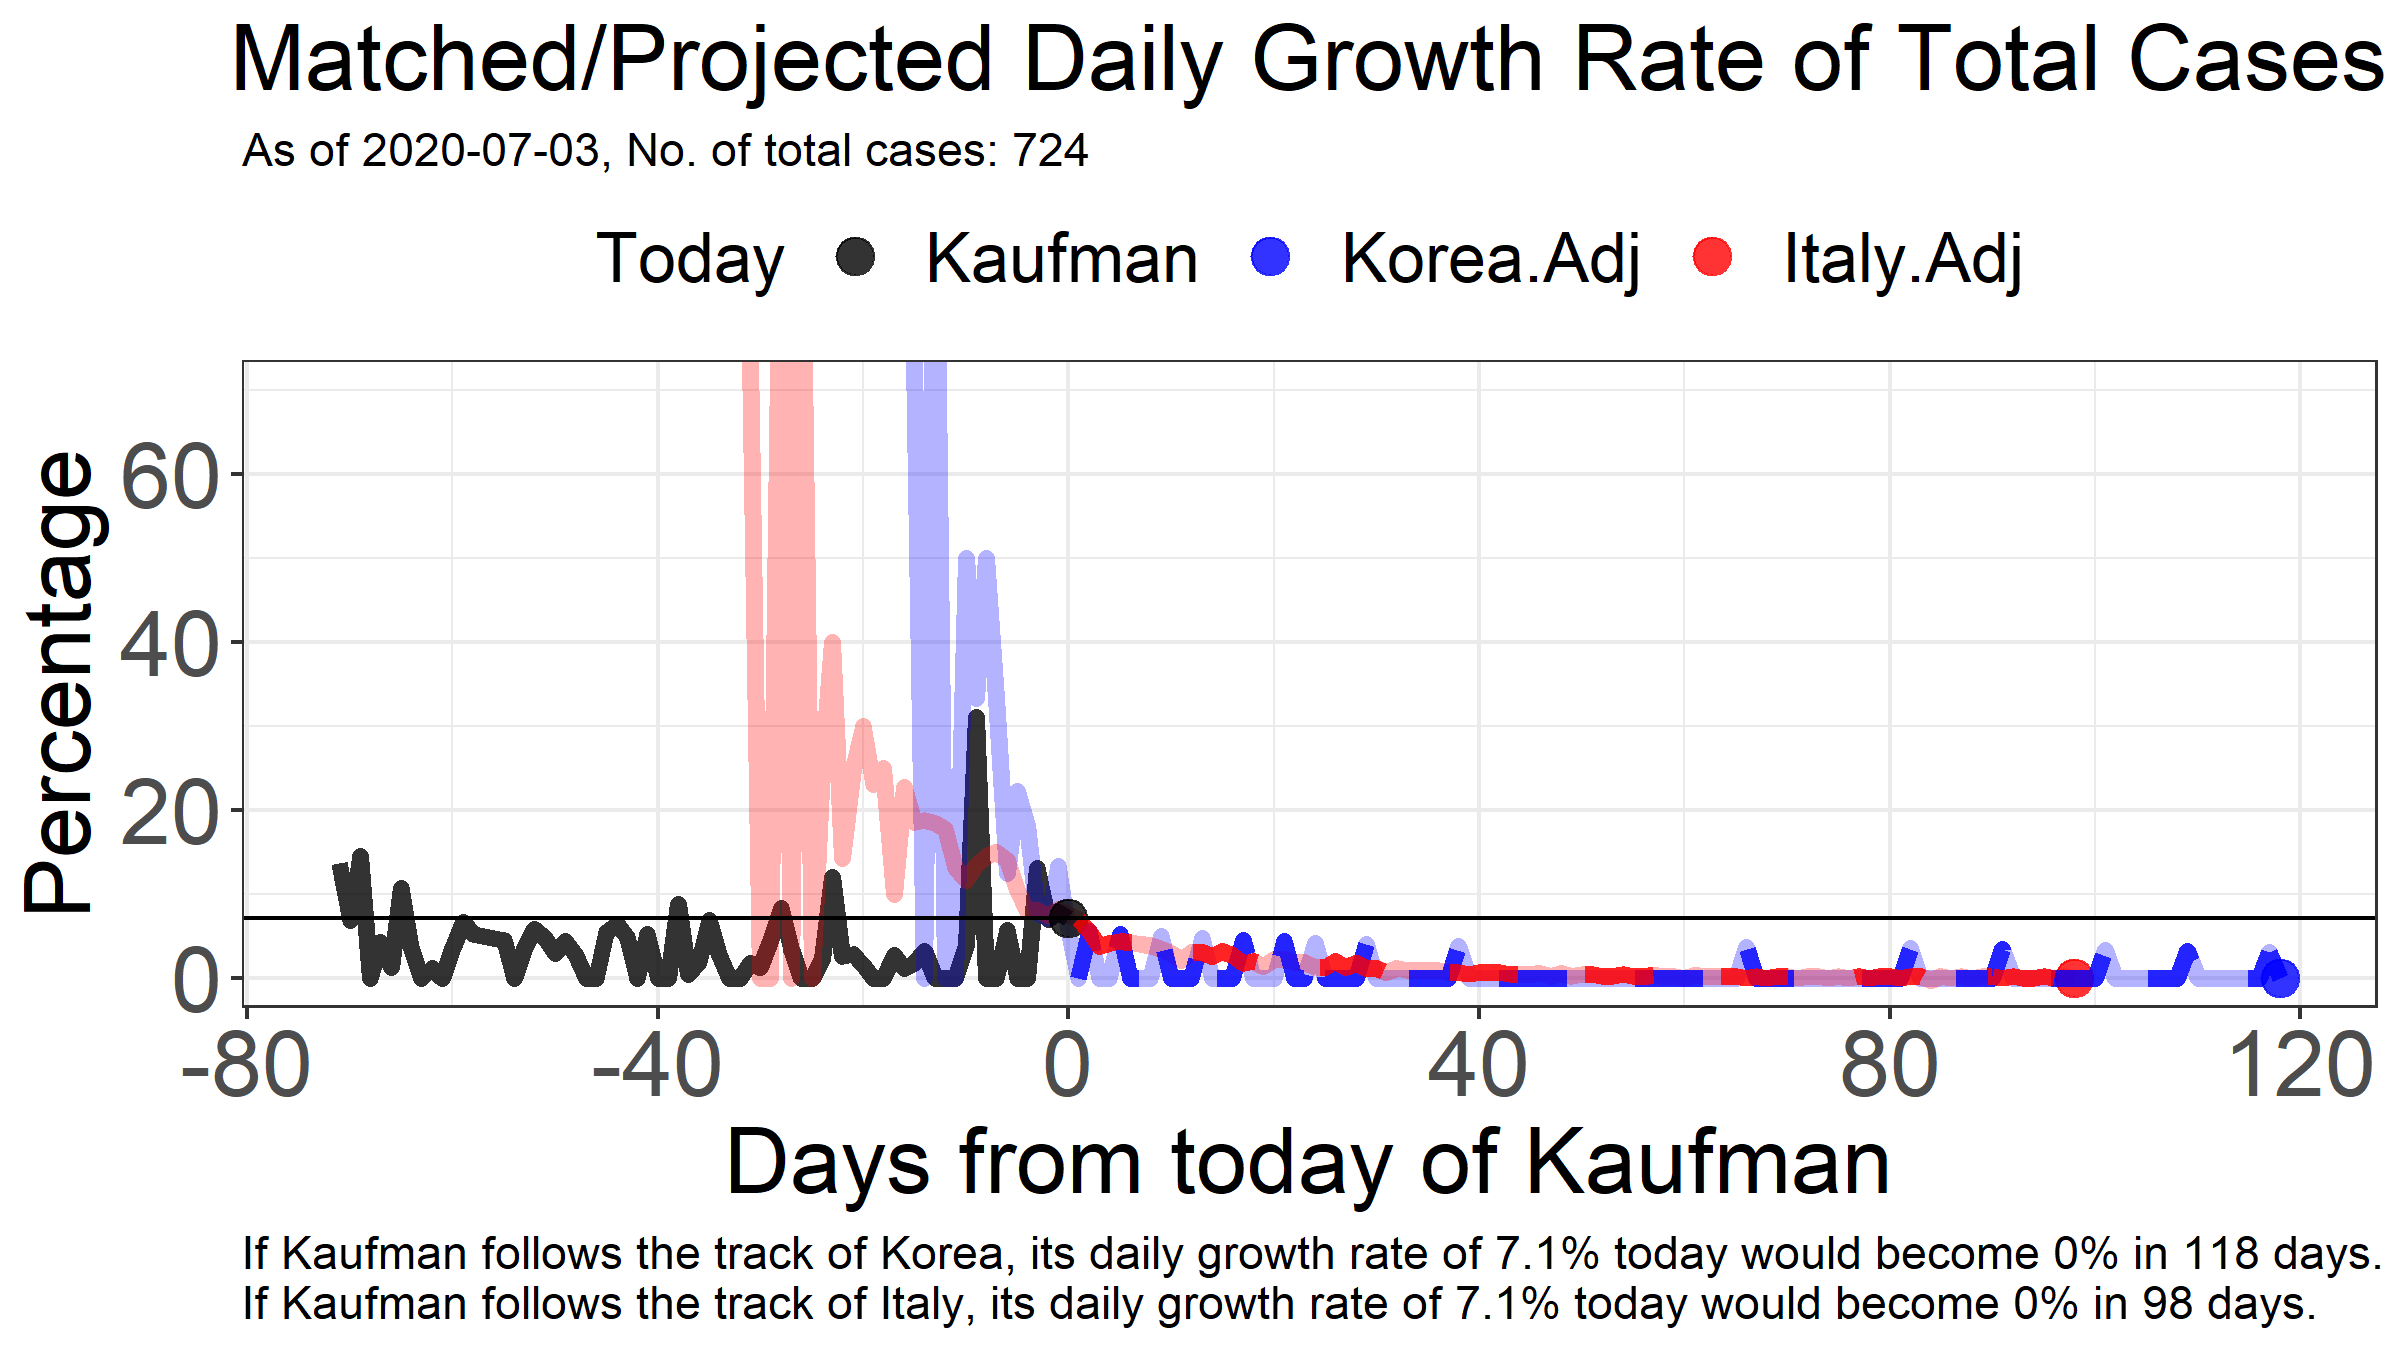 Matched/Projected Daily Growth Rate of Total Cases
As of 2020-07-03, No. of total cases: 724
Today Kaufman Korea.Adj Italy.Adj
Percentage
60
40
20
0
-80 -40 0 40 80 120
Days from today of Kaufman
If Kaufman follows the track of Korea, its daily growth rate of 7.1% today would become 0% in 118 days.
If Kaufman follows the track of Italy, its daily growth rate of 7.1% today would become 0% in 98 days.